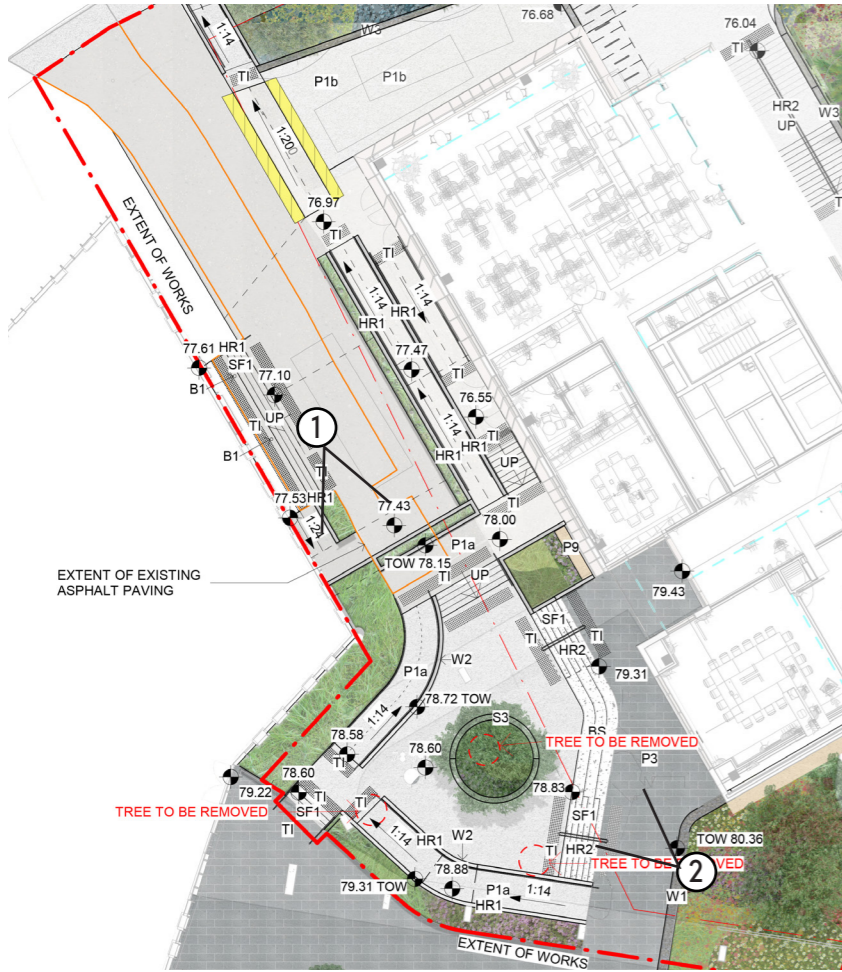 76.68
76.04
W3
TI
1:14
TI
P1b
P1b
HR2
UP
W3
1:200
TI
76.97
TI
TI
EXTENT OF WORKS
1:14
1:14
HR1
HR1
77.61
HR1
SF1
77.47
TI
77.10
B1
76.55
UP
1
TI
1:14
TI
B1
HR1
HR1
UP
TI
77.53
HR1
TI
77.43
1:24
78.00
P1a
P9
EXTENT OF EXISTING
ASPHALT PAVING
TOW 78.15
TI
UP
79.43
SF1
TI
TI
HR2
W2
P1a
79.31
78.72 TOW
1:14
S3
BS
78.58
TREE TO BE REMOVED
TI
78.60
P3
78.60
79.22
TI
TI
78.83
TREE TO BE REMOVED
SF1
SF1
1:14
HR1
TOW 80.36
TI
W2
TI
HR2
TREE TO BE REMOVED
2
78.88
79.31 TOW
P1a
1:14
HR1
W1
EXTENT OF WORKS